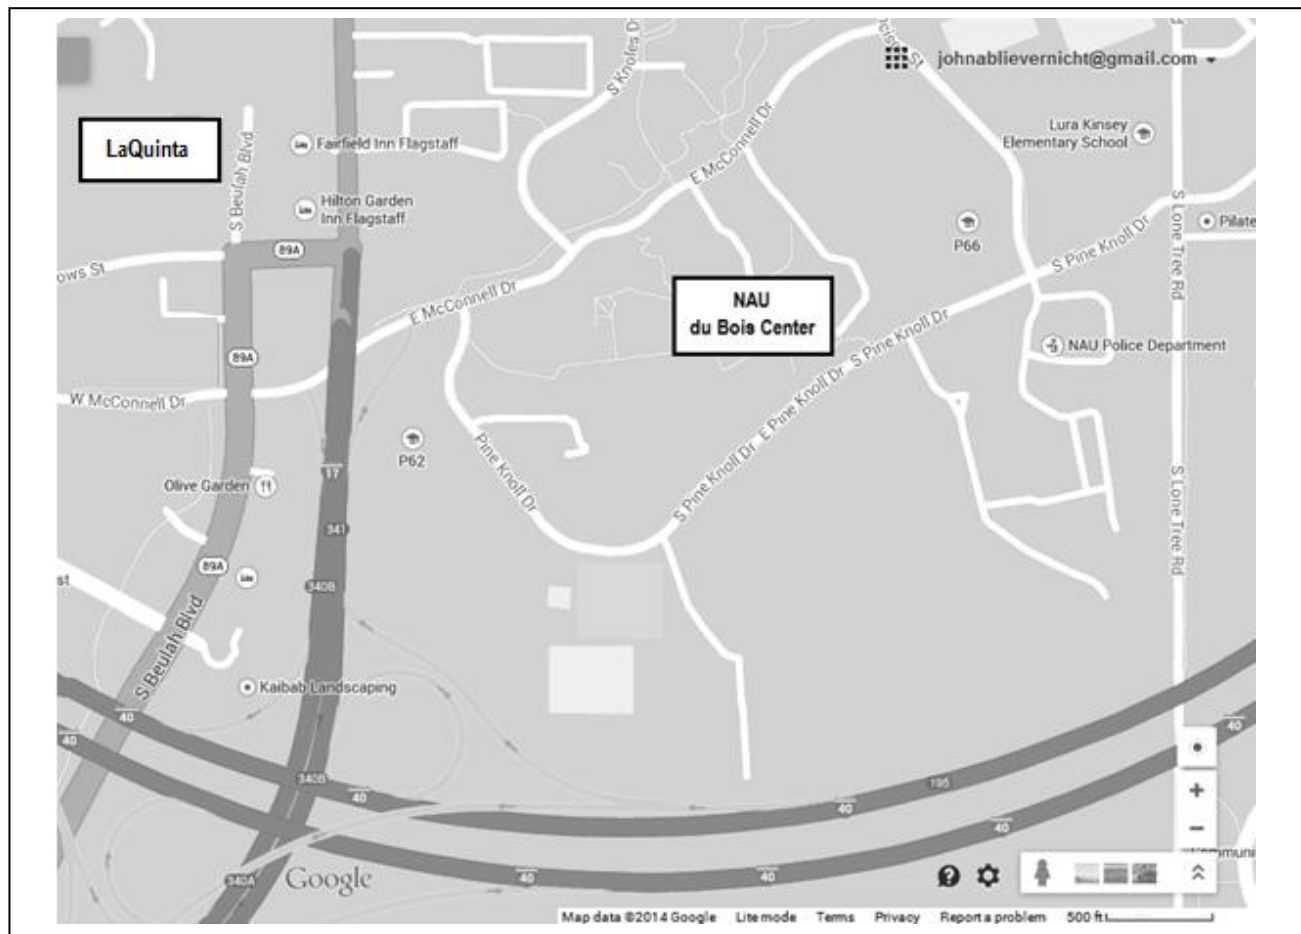 S Knoles D
cis
St
johnablievernicht@gmail.com
LaQuinta
S Beulah Blvd
Fairfield Inn Flagstaff
E McConnell Dr
Lura Kinsey
Elementary School
Hilton Garden
Inn Flagstaff
P66
S Lone Tree Rd
Pilate
S Pine Knoll Dr
89A
ows St
E McConnell Dr
NAU
du Bois Center
S Pine Knoll Dr
NAU Police Department
89A
W McConnell Dr
E Pine Knoll Dr
P62
Pine Knoll Dr
S Pine Knoll Dr
Olive Garden
17
S Lone Tree Rd
341
89A
st
340B
S Beulah Blvd
Kaibab Landscaping
40
40
40
340B
40
195
40
40
Communi
340A
Google
40
40
Map data ©2014 Google Lite mode Terms Privacy Report a problem 500 ft